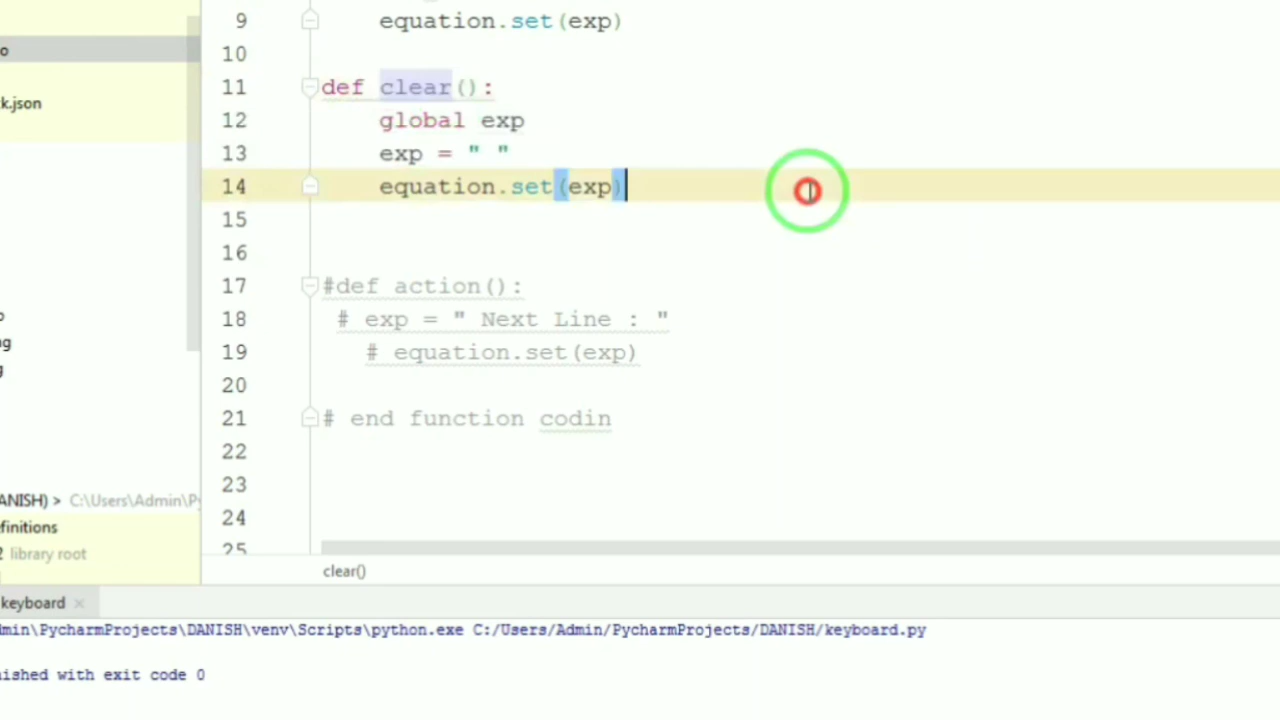 9 equation.set(exp)
o
10
k.json
11 def clear():
12 global exp
13 exp = " "
14 equation.set(exp)
15
16
17 #def action():
18 # exp = " Next Line : "
19 # equation.set(exp)
20
21 # end function codin
22
23
24
25
ANISH) > C:\Users\Admin\P
finitions
2 library root
clear()
keyboard ×
min\PycharmProjects\DANISH\venv\Scripts\python.exe C:/Users/Admin/PycharmProjects/DANISH/keyboard.py
ished with exit code 0